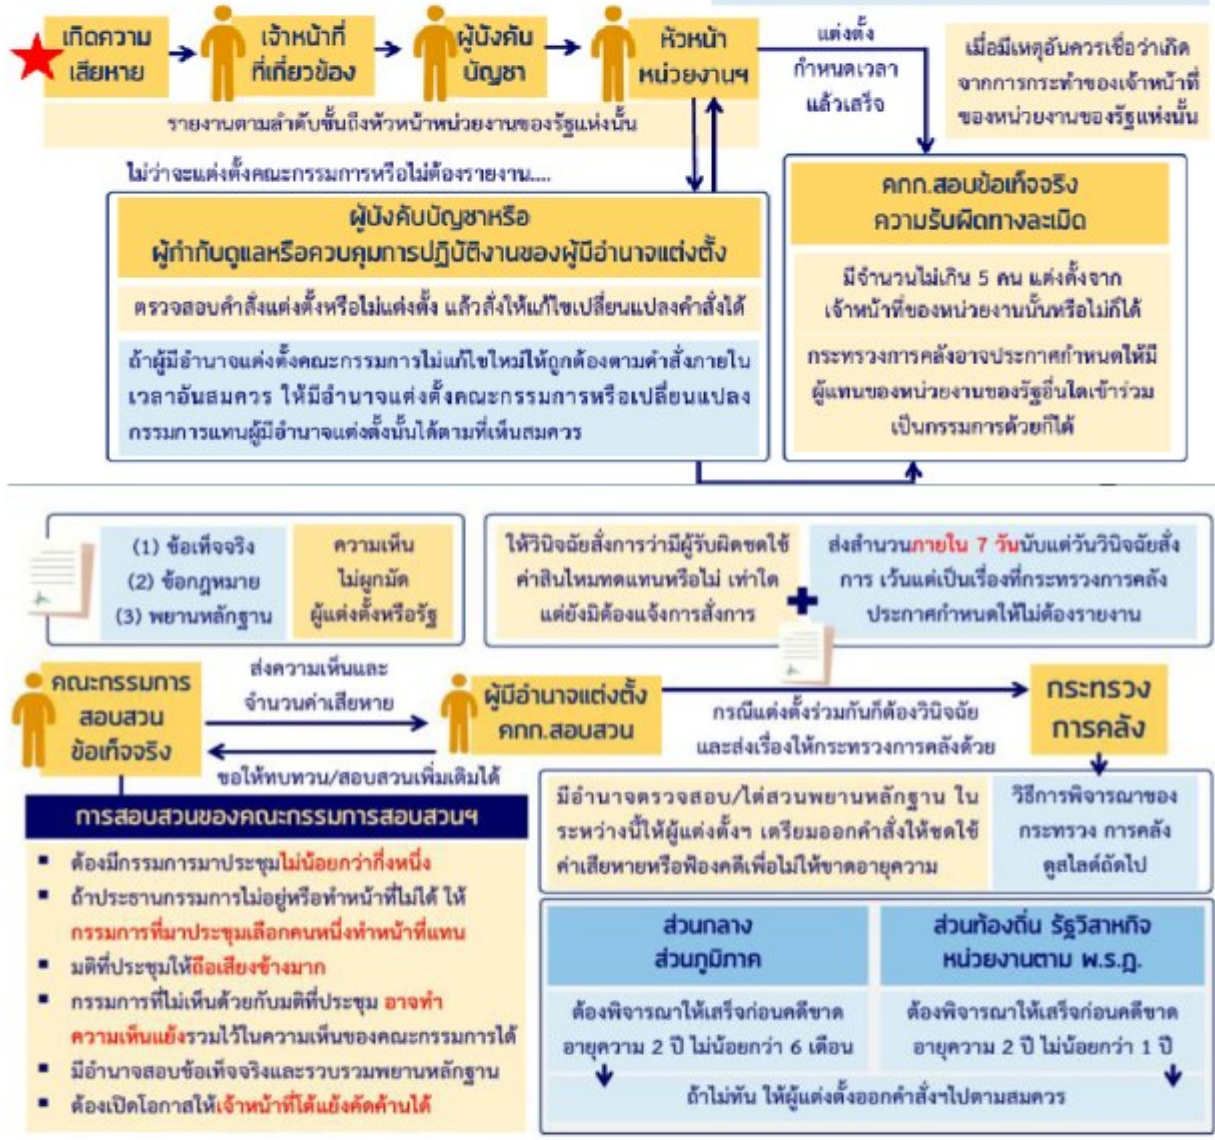 เกิดความ
เสียหาย
เจ้าหน้าที่
ที่เกี่ยวข้อง
ผู้บังคับ
บัญชา
หัวหน้า
หน่วยงานฯ
แต่งตั้ง
กำหนดเวลา
แล้วเสร็จ
เมื่อมีเหตุอันควรเชื่อว่าเกิด
จากการกระทำของเจ้าหน้าที่
ของหน่วยงานของรัฐแห่งนั้น
รายงานตามลำดับชั้นถึงหัวหน้าหน่วยงานของรัฐแห่งนั้น
ไม่ว่าจะแต่งตั้งคณะกรรมการหรือไม่ต้องรายงาน....
ผู้บังคับบัญชาหรือ
ผู้กำกับดูแลหรือควบคุมการปฏิบัติงานของผู้มีอำนาจแต่งตั้ง
ตรวจสอบคำสั่งแต่งตั้งหรือไม่แต่งตั้ง แล้วสั่งให้แก้ไขเปลี่ยนแปลงคำสั่งได้
ถ้าผู้มีอำนาจแต่งตั้งคณะกรรมการไม่แก้ไขใหม่ให้ถูกต้องตามคำสั่งภายใน
เวลาอันสมควร ให้มีอำนาจแต่งตั้งคณะกรรมการหรือเปลี่ยนแปลง
กรรมการแทนผู้มีอำนาจแต่งตั้งนั้นได้ตามที่เห็นสมควร
คกก.สอบข้อเท็จจริง
ความรับผิดทางละเมิด
มีจำนวนไม่เกิน 5 คน แต่งตั้งจาก
เจ้าหน้าที่ของหน่วยงานนั้นหรือไม่ก็ได้
กระทรวงการคลังอาจประกาศกำหนดให้มี
ผู้แทนของหน่วยงานของรัฐอื่นใดเข้าร่วม
เป็นกรรมการด้วยก็ได้
(1) ข้อเท็จจริง
(2) ข้อกฎหมาย
(3) พยานหลักฐาน
ความเห็น
ไม่ผูกมัด
ผู้แต่งตั้งหรือรัฐ
ให้วินิจฉัยสั่งการว่ามีผู้รับผิดชดใช้
ค่าสินไหมทดแทนหรือไม่ เท่าใด
แต่ยังมิต้องแจ้งการสั่งการ
ส่งสำนวนภายใน 7 วันนับแต่วันวินิจฉัยสั่ง
การ เว้นแต่เป็นเรื่องที่กระทรวงการคลัง
ประกาศกำหนดให้ไม่ต้องรายงาน
คณะกรรมการ
สอบสวน
ข้อเท็จจริง
ส่งความเห็นและ
จำนวนค่าเสียหาย
ขอให้ทบทวน/สอบสวนเพิ่มเติมได้
ผู้มีอำนาจแต่งตั้ง
คกก.สอบสวน
กรณีแต่งตั้งร่วมกันก็ต้องวินิจฉัย
และส่งเรื่องให้กระทรวงการคลังด้วย
กระทรวง
การคลัง
การสอบสวนของคณะกรรมการสอบสวนฯ
▪ ต้องมีกรรมการมาประชุมไม่น้อยกว่ากึ่งหนึ่ง
▪ ถ้าประธานกรรมการไม่อยู่หรือทำหน้าที่ไม่ได้ ให้
กรรมการที่มาประชุมเลือกคนหนึ่งทำหน้าที่แทน
▪ มติที่ประชุมให้ถือเสียงข้างมาก
▪ กรรมการที่ไม่เห็นด้วยกับมติที่ประชุม อาจทำ
ความเห็นแย้งรวมไว้ในความเห็นของคณะกรรมการได้
▪ มีอำนาจสอบข้อเท็จจริงและรวบรวมพยานหลักฐาน
▪ ต้องเปิดโอกาสให้เจ้าหน้าที่โต้แย้งคัดค้านได้
มีอำนาจตรวจสอบ/ไต่สวนพยานหลักฐาน ใน
ระหว่างนี้ให้ผู้แต่งตั้งฯ เตรียมออกคำสั่งให้ชดใช้
ค่าเสียหายหรือฟ้องคดีเพื่อไม่ให้ขาดอายุความ
วิธีการพิจารณาของ
กระทรวง การคลัง
ดูสไลด์ถัดไป
ส่วนกลาง
ส่วนภูมิภาค
ต้องพิจารณาให้เสร็จก่อนคดีขาด
อายุความ 2 ปี ไม่น้อยกว่า 6 เดือน
ส่วนท้องถิ่น รัฐวิสาหกิจ
หน่วยงานตาม พ.ร.ฎ.
ต้องพิจารณาให้เสร็จก่อนคดีขาด
อายุความ 2 ปี ไม่น้อยกว่า 1 ปี
ถ้าไม่ทัน ให้ผู้แต่งตั้งออกคำสั่งฯไปตามสมควร